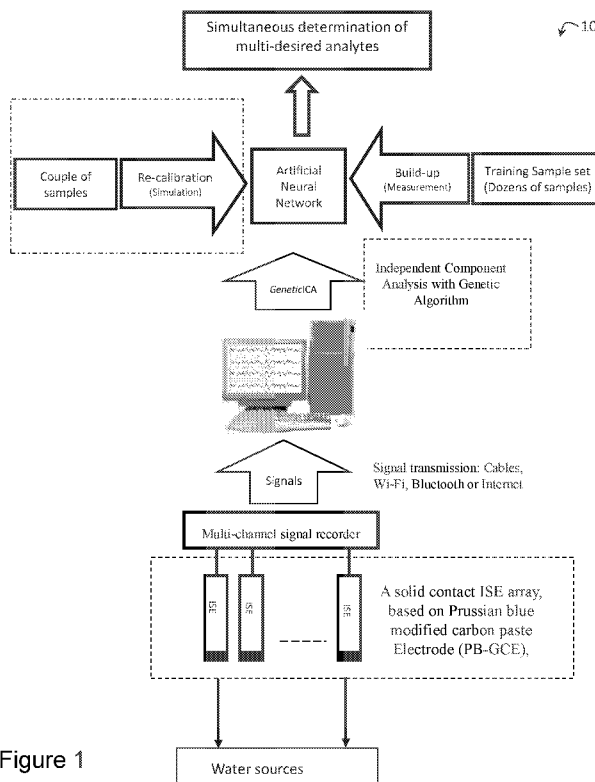 Simultaneous determination of
multi-desired analytes
10
Couple of
samples
Re-calibration
(Simulation)
Artificial
Neural
Network
Build-up
(Measurement)
Training Sample set
(Dozens of samples)
GeneticICA
Independent Component
Analysis with Genetic
Algorithm
Signals
Signal transmission: Cables,
Wi-Fi, Bluetooth or Internet
Multi-channel signal recorder
ISE
ISE
ISE
A solid contact ISE array,
based on Prussian blue
modified carbon paste
Electrode (PB-GCE),
Figure 1
Water sources